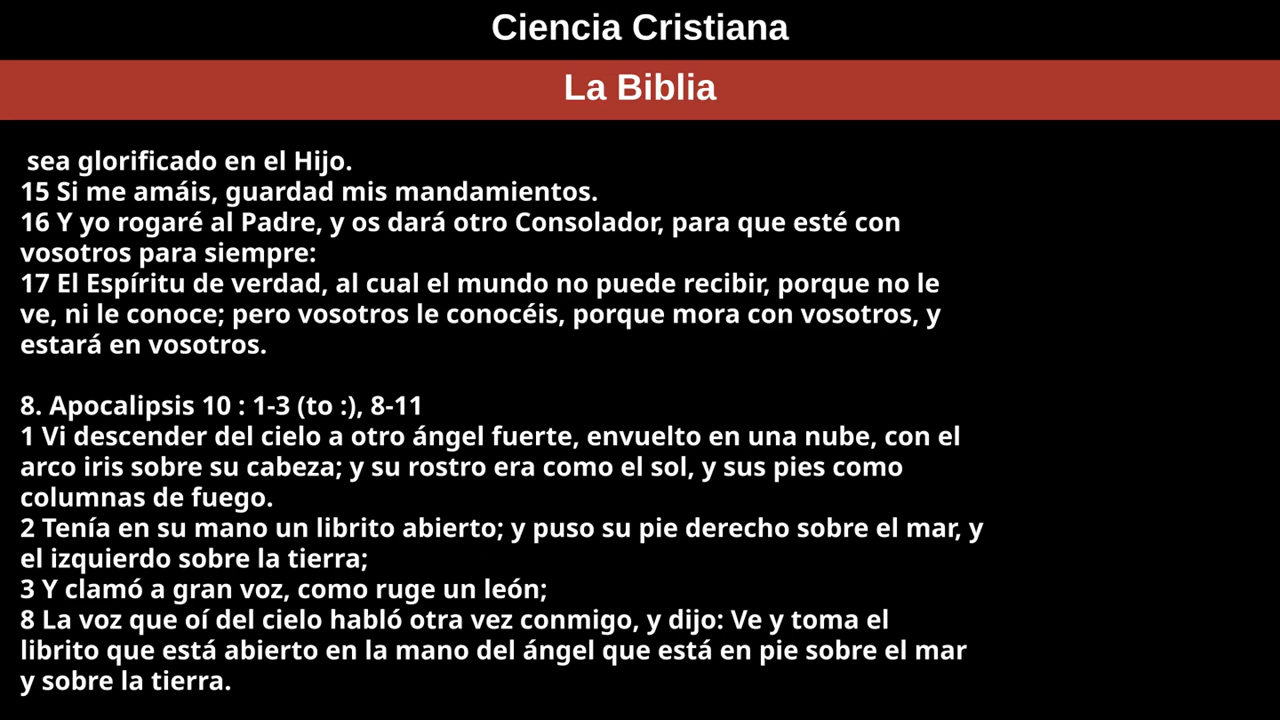 Ciencia Cristiana
La Biblia
sea glorificado en el Hijo.
15 Si me amáis, guardad mis mandamientos.
16 Y yo rogaré al Padre, y os dará otro Consolador, para que esté con
vosotros para siempre:
17 El Espíritu de verdad, al cual el mundo no puede recibir, porque no le
ve, ni le conoce; pero vosotros le conocéis, porque mora con vosotros, y
estará en vosotros.
8. Apocalipsis 10 : 1-3 (to :), 8-11
1 Vi descender del cielo a otro ángel fuerte, envuelto en una nube, con el
arco iris sobre su cabeza; y su rostro era como el sol, y sus pies como
columnas de fuego.
2 Tenía en su mano un librito abierto; y puso su pie derecho sobre el mar, y
el izquierdo sobre la tierra;
3 Y clamó a gran voz, como ruge un león;
8 La voz que oí del cielo habló otra vez conmigo, y dijo: Ve y toma el
librito que está abierto en la mano del ángel que está en pie sobre el mar
y sobre la tierra.